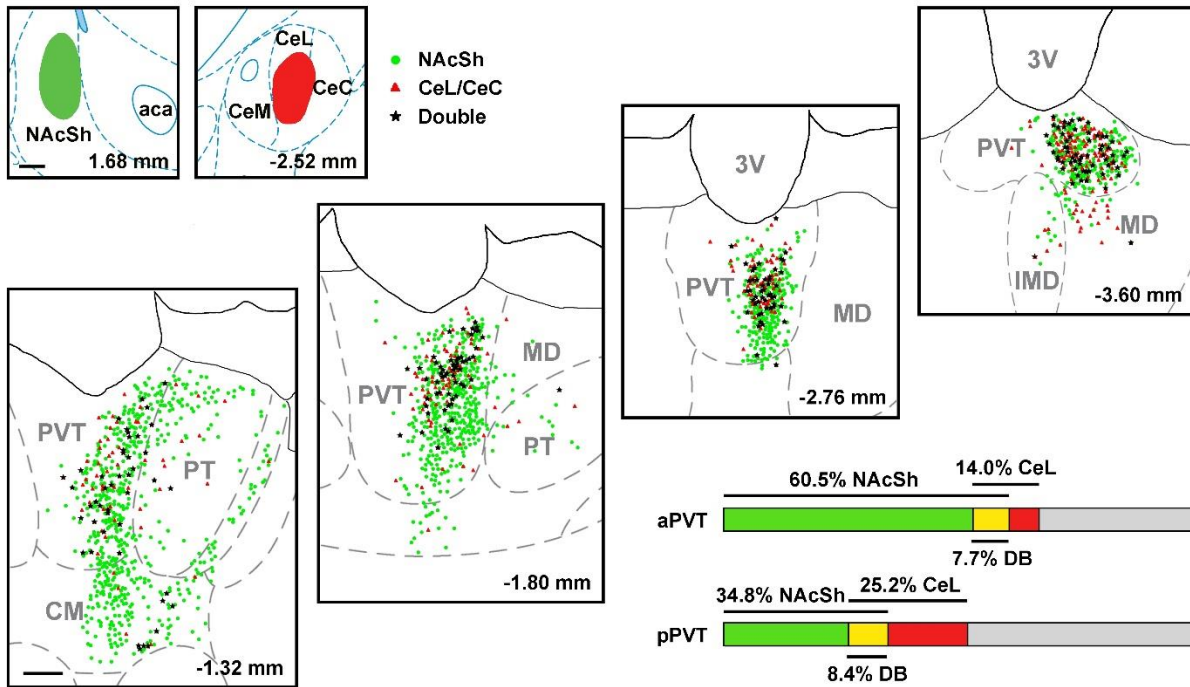 NAcSh
aca
1.68 mm
CeL
CeM
CeC
-2.52 mm
NAcSh
CeL/CeC
Double
PVT
PT
CM
-1.32 mm
PVT
MD
PT
-1.80 mm
3V
PVT
MD
-2.76 mm
3V
PVT
MD
IMD
-3.60 mm
14.0% CeL
60.5% NAcSh
aPVT
7.7% DB
34.8% NAcSh 25.2% CeL
pPVT
8.4% DB